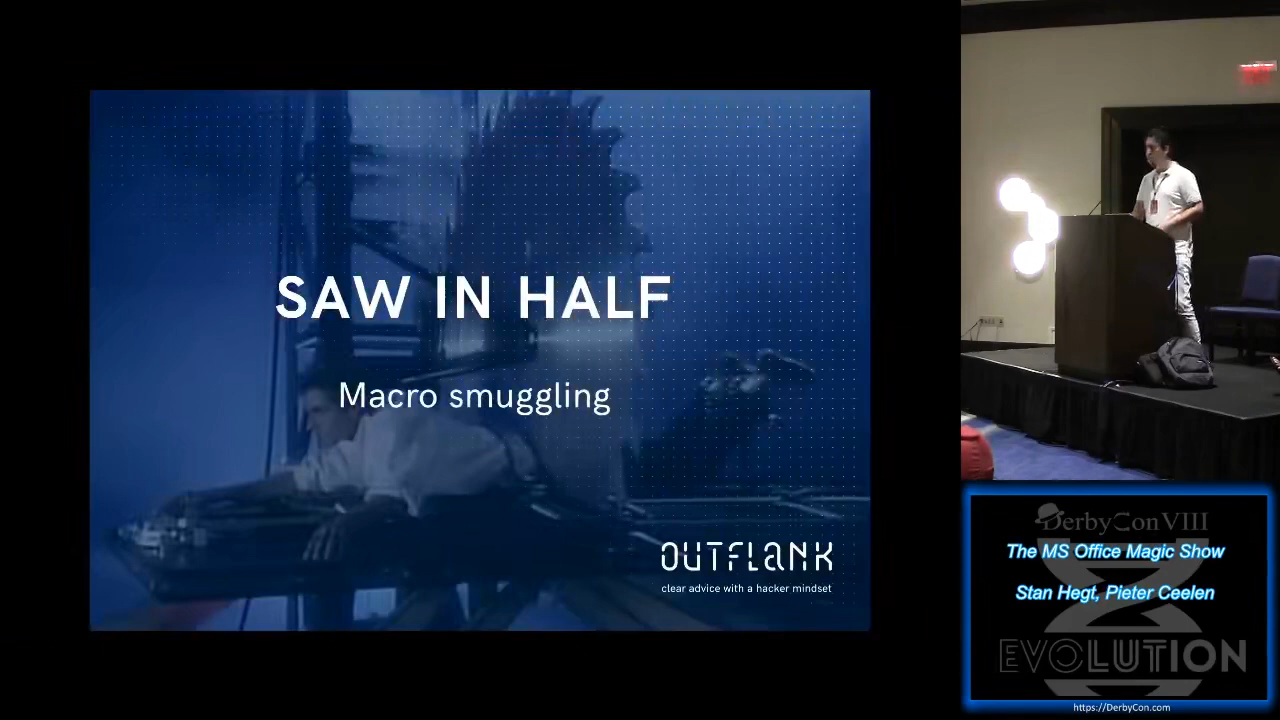 SAW IN HALF
Macro smuggling
OUTFLANK
clear advice with a hacker mindset
DerbyCon VIII
The MS Office Magic Show
Stan Hegt, Pieter Ceelen
EVOLUTION
https://DerbyCon.com